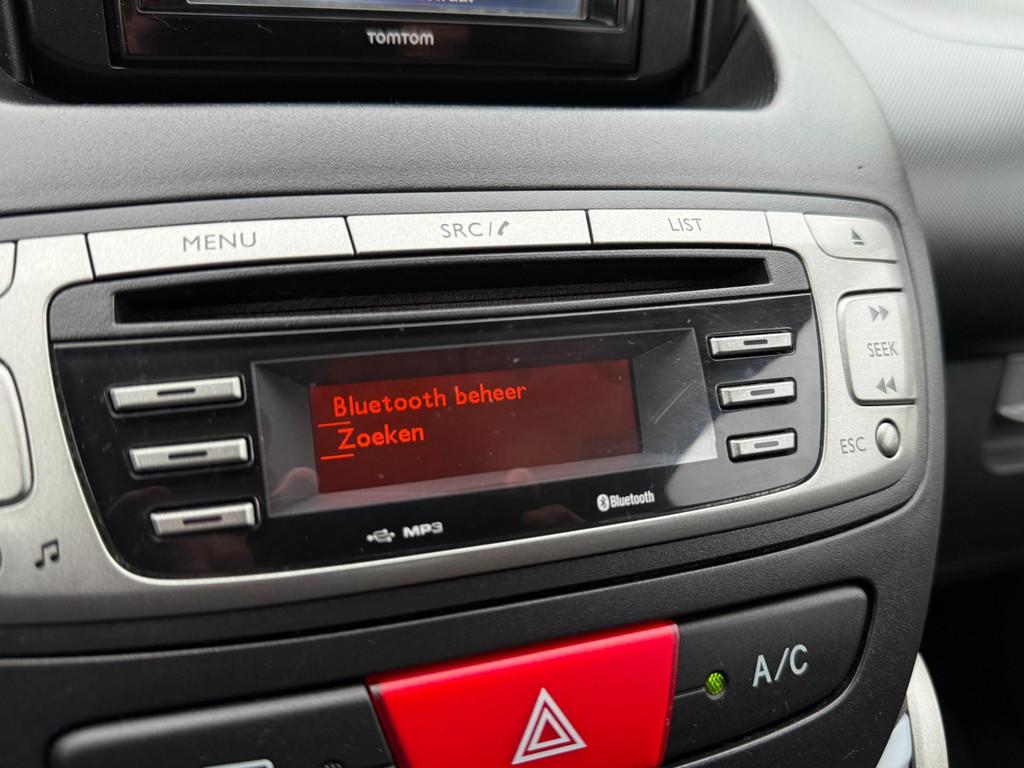 TOMTOM
MENU
SRC/
LIST
SEEK
Bluetooth beheer
Zoeken
ESC
Bluetooth
MP3
A/C